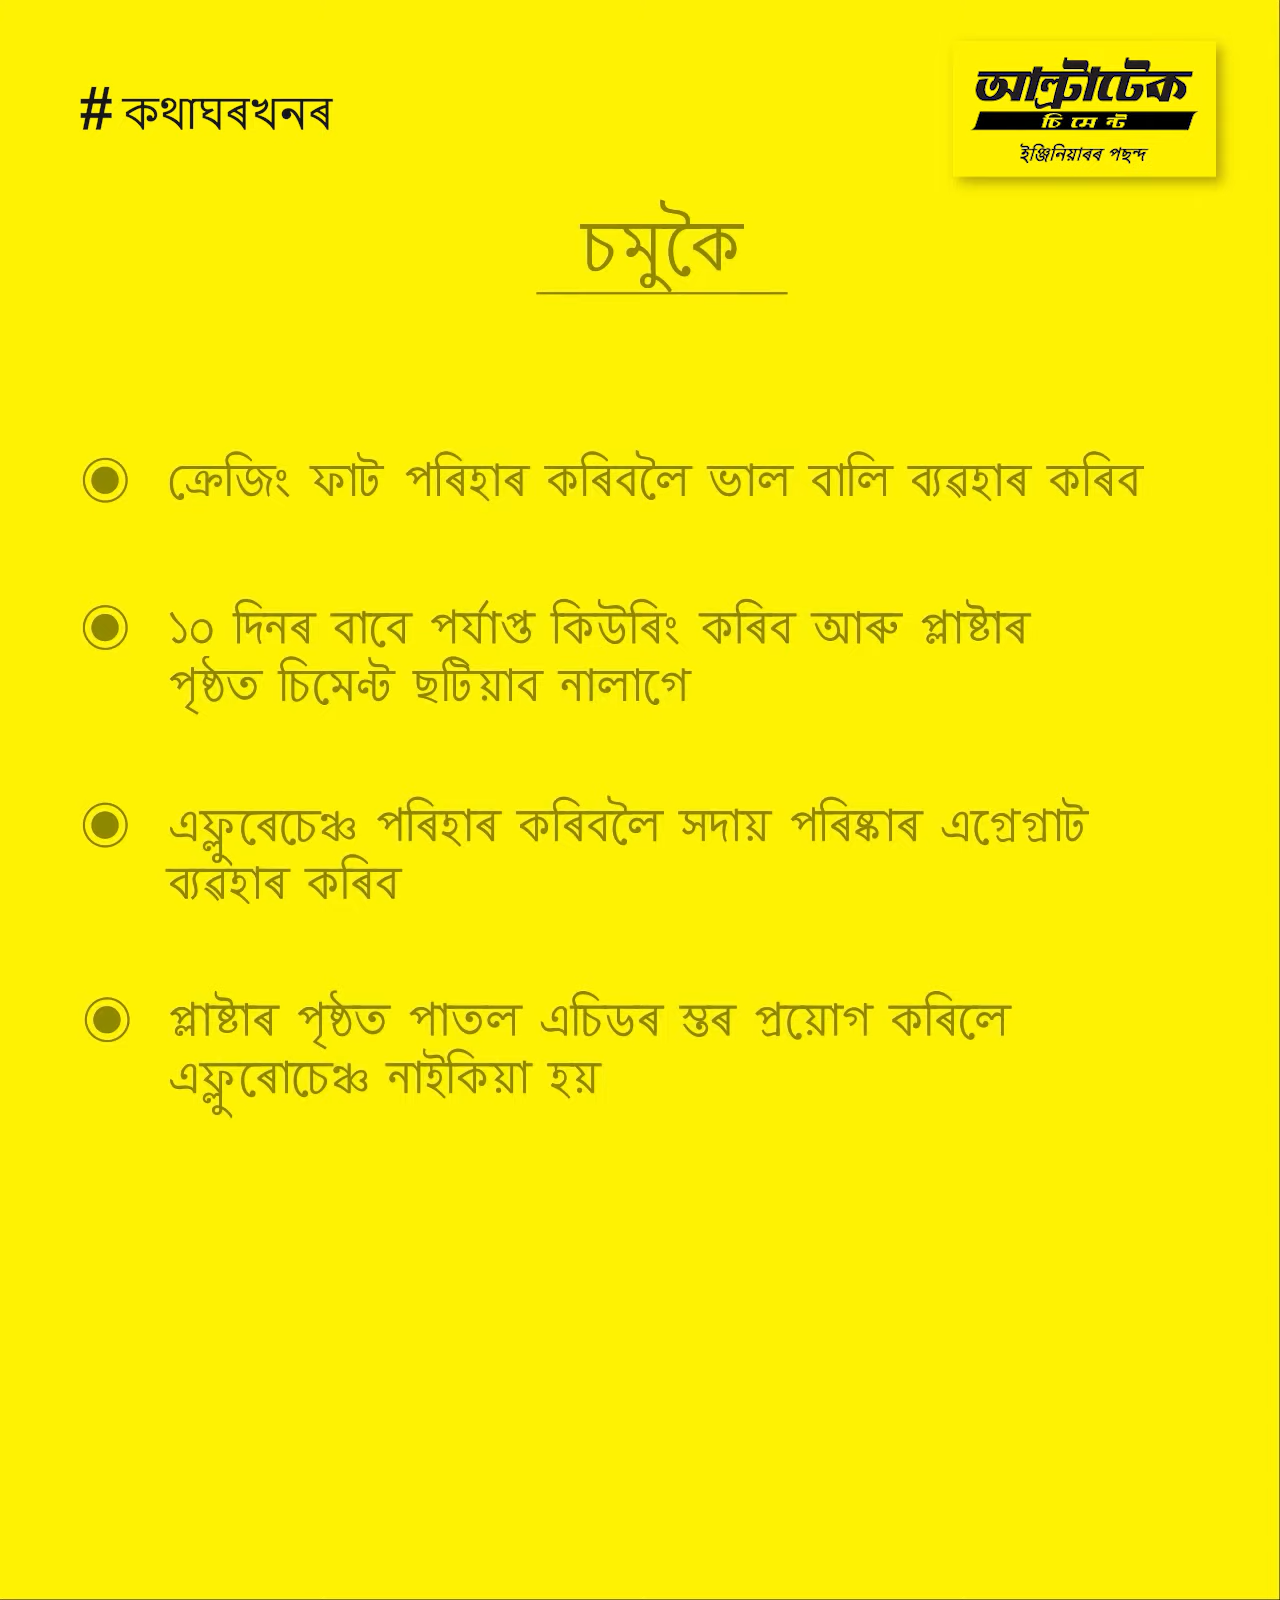 # কথাঘৰখনৰ
আল্ট্ৰাটেক
চিমেন্ট
ইঞ্জিনিয়াৰৰ পছন্দ
চমুকৈ
ক্ৰেজিং ফাট পৰিহাৰ কৰিবলৈ ভাল বালি ব্যৱহাৰ কৰিব
১০ দিনৰ বাবে পৰ্যাপ্ত কিউৰিং কৰিব আৰু প্লাষ্টাৰ
পৃষ্ঠত চিমেন্ট ছটিয়াব নালাগে
এফ্লুৰেচেঞ্চ পৰিহাৰ কৰিবলৈ সদায় পৰিষ্কাৰ এগ্ৰেগ্ৰাট
ব্যৱহাৰ কৰিব
প্লাষ্টাৰ পৃষ্ঠত পাতল এচিডৰ স্তৰ প্ৰয়োগ কৰিলে
এফ্লুৰোচেঞ্চ নাইকিয়া হয়